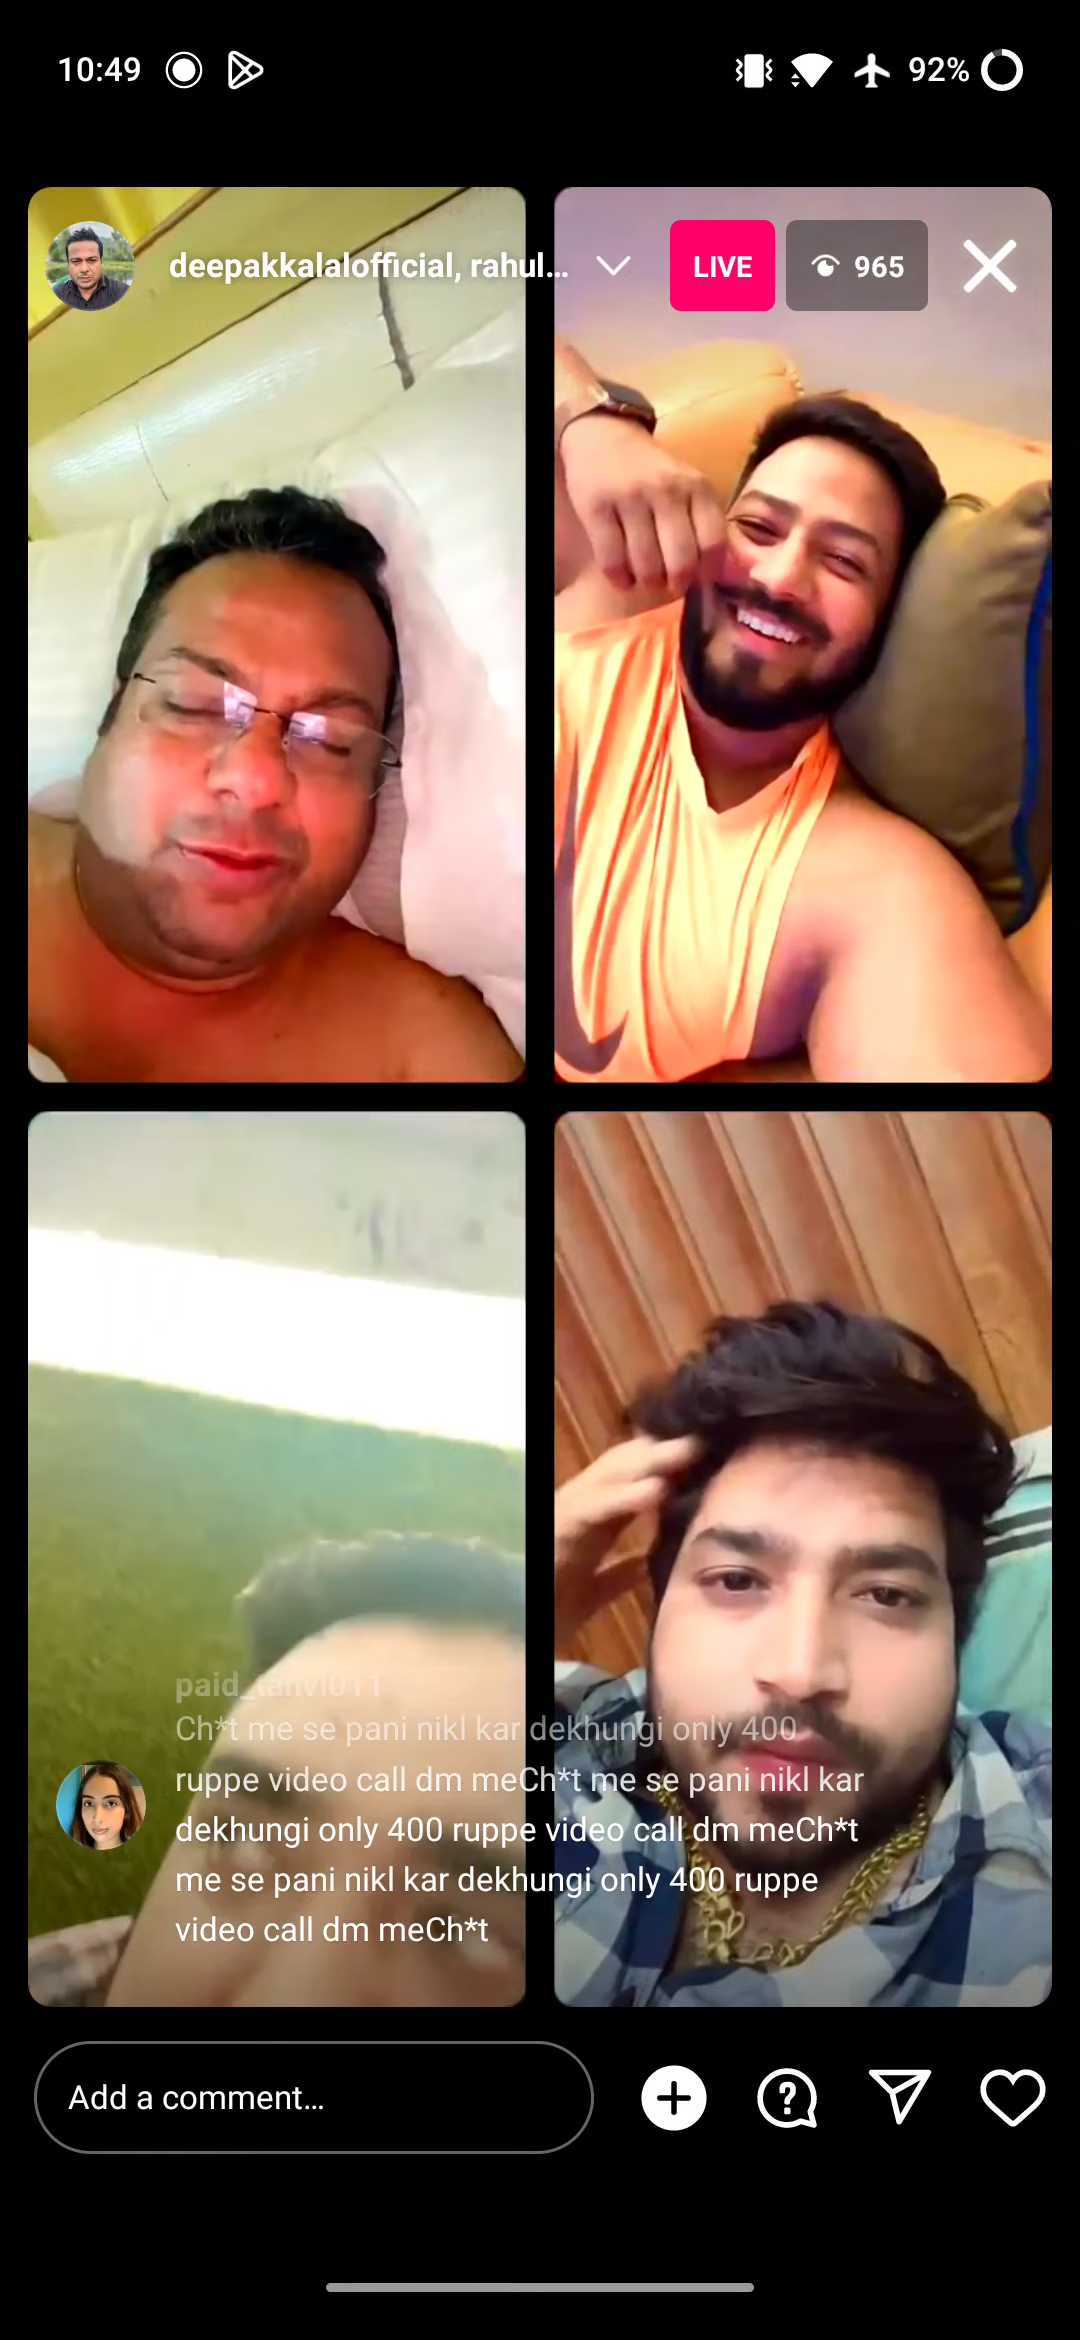 10:49
92%
deepakkalalofficial, rahul...
LIVE
965
paid_tanvi011
Ch*t me se pani nikl kar dekhungi only 400
ruppe video call dm meCh*t me se pani nikl kar
dekhungi only 400 ruppe video call dm meCh*t
me se pani nikl kar dekhungi only 400 ruppe
video call dm meCh*t
Add a comment...